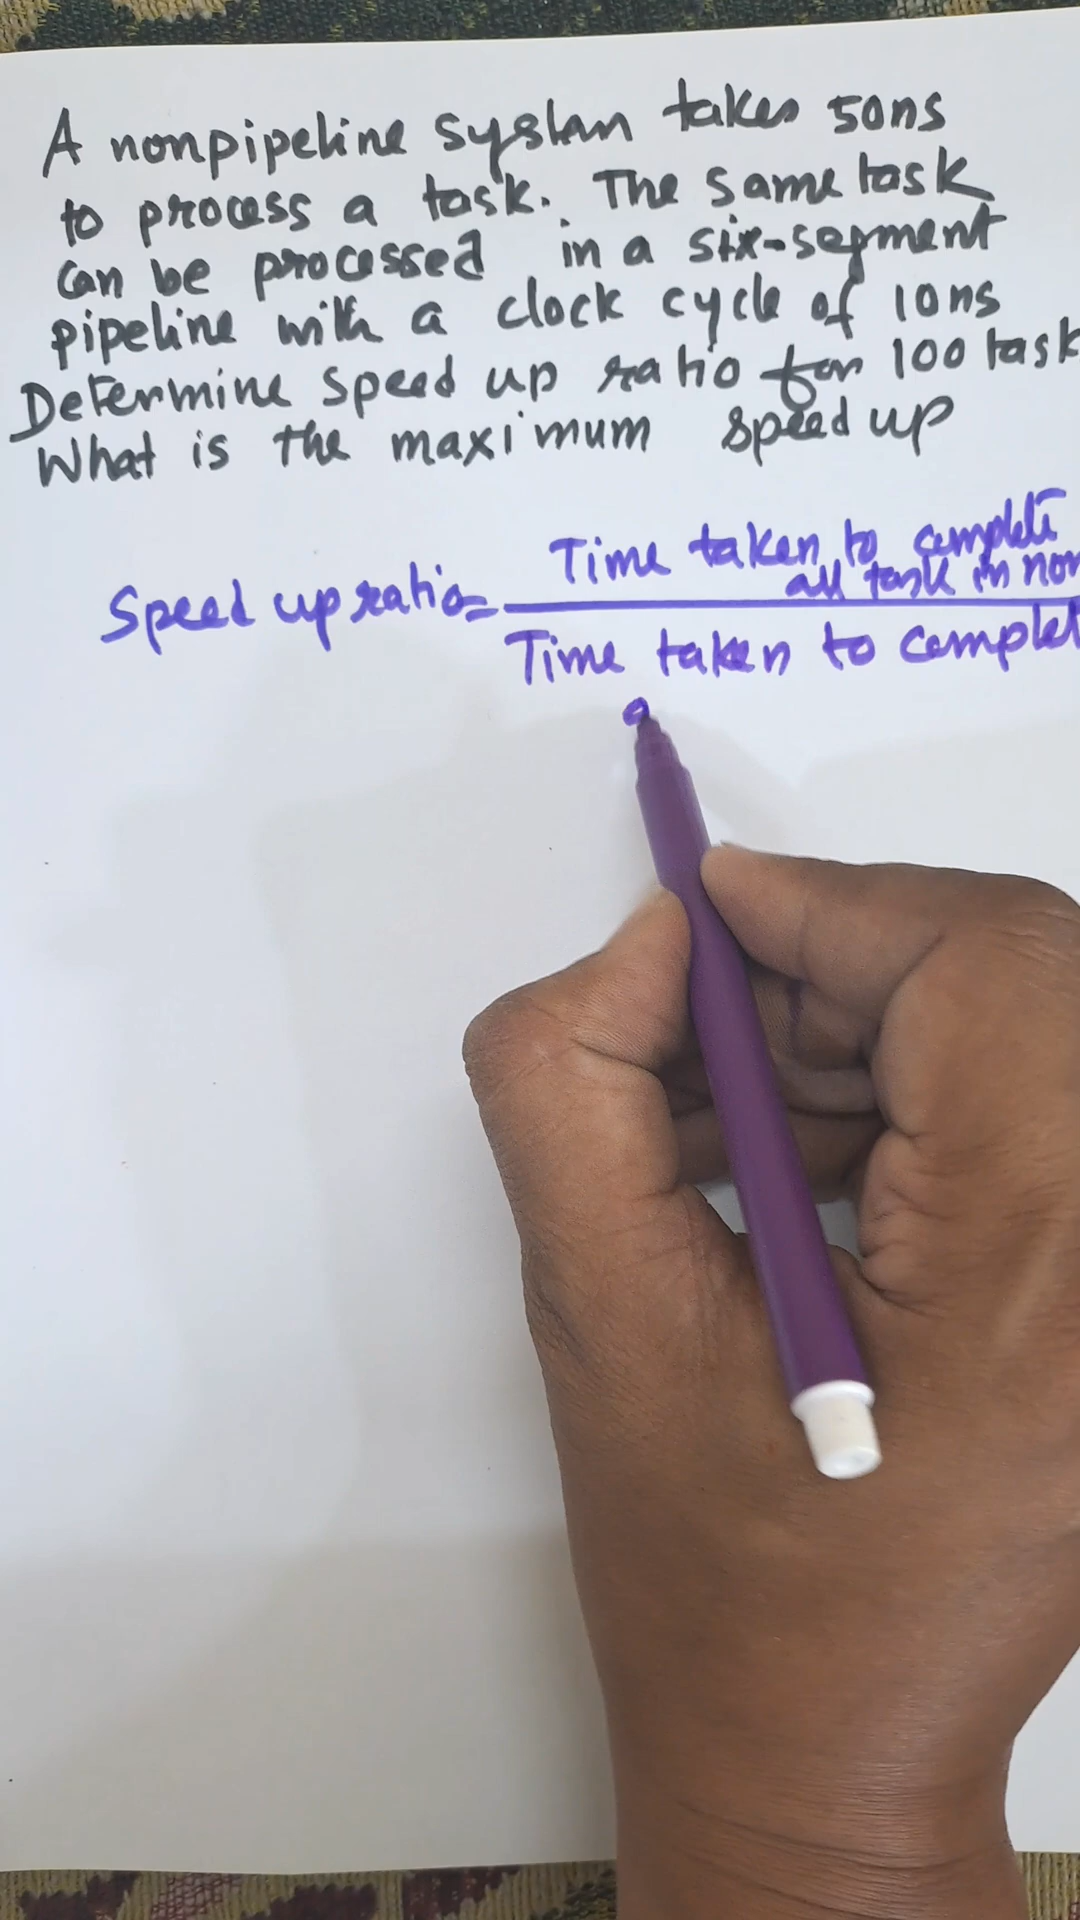 A nonpipeline system takes 50ns
to process a task. The same task
can be processed in a six-segment
pipeline with a clock cycle of 10ns
Determine speed up ratio for 100 task
What is the maximum speed up
Speed up ratio = Time taken to complete
all task in non
Time taken to complet
a